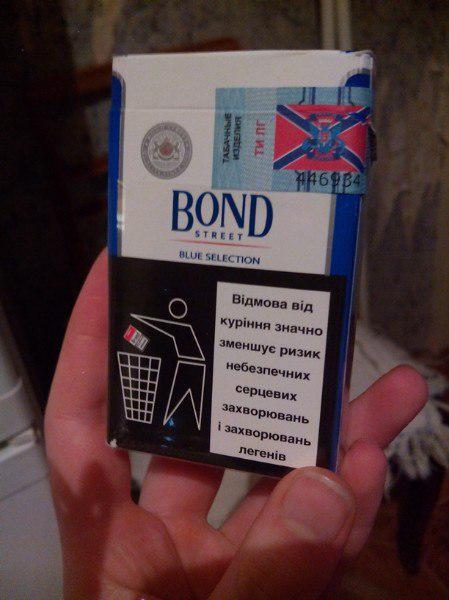 ТАБАЧНЫЕ
ИЗДЕЛИЯ
ТИ ЛГ
446934
BOND
STREET
BLUE SELECTION
Відмова від
куріння значно
зменшує ризик
небезпечних
серцевих
захворювань
і захворювань
легенів